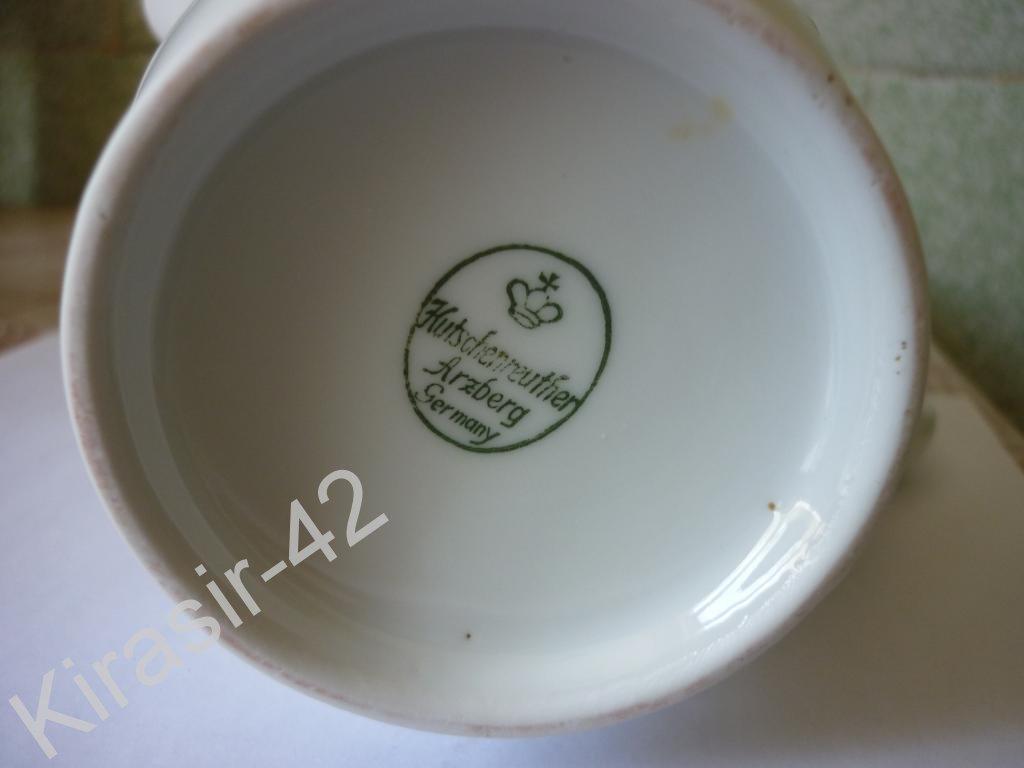 Hutschenreuther
Arzberg
Germany
Kirasir-42